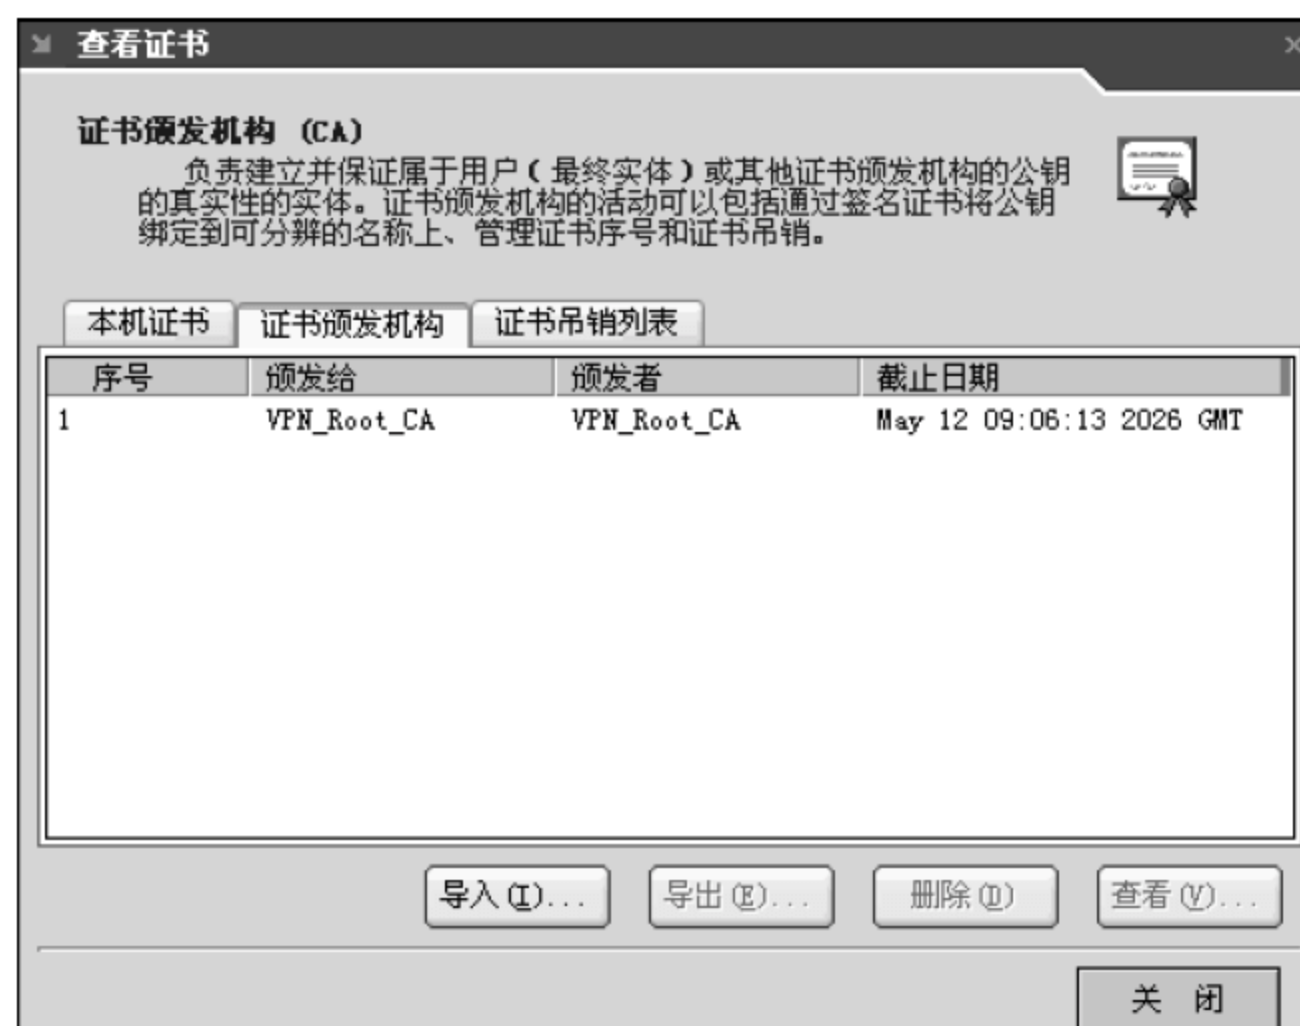 查看证书
证书颁发机构 (CA)
负责建立并保证属于用户(最终实体)或其他证书颁发机构的公钥
的真实性的实体。证书颁发机构的活动可以包括通过签名证书将公钥
绑定到可分辨的名称上、管理证书序号和证书吊销。
本机证书 证书颁发机构 证书吊销列表
序号 颁发给 颁发者 截止日期
1 VPN_Root_CA VPN_Root_CA May 12 09:06:13 2026 GMT
导入(I)... 导出(E)... 删除(D) 查看(V)...
关 闭